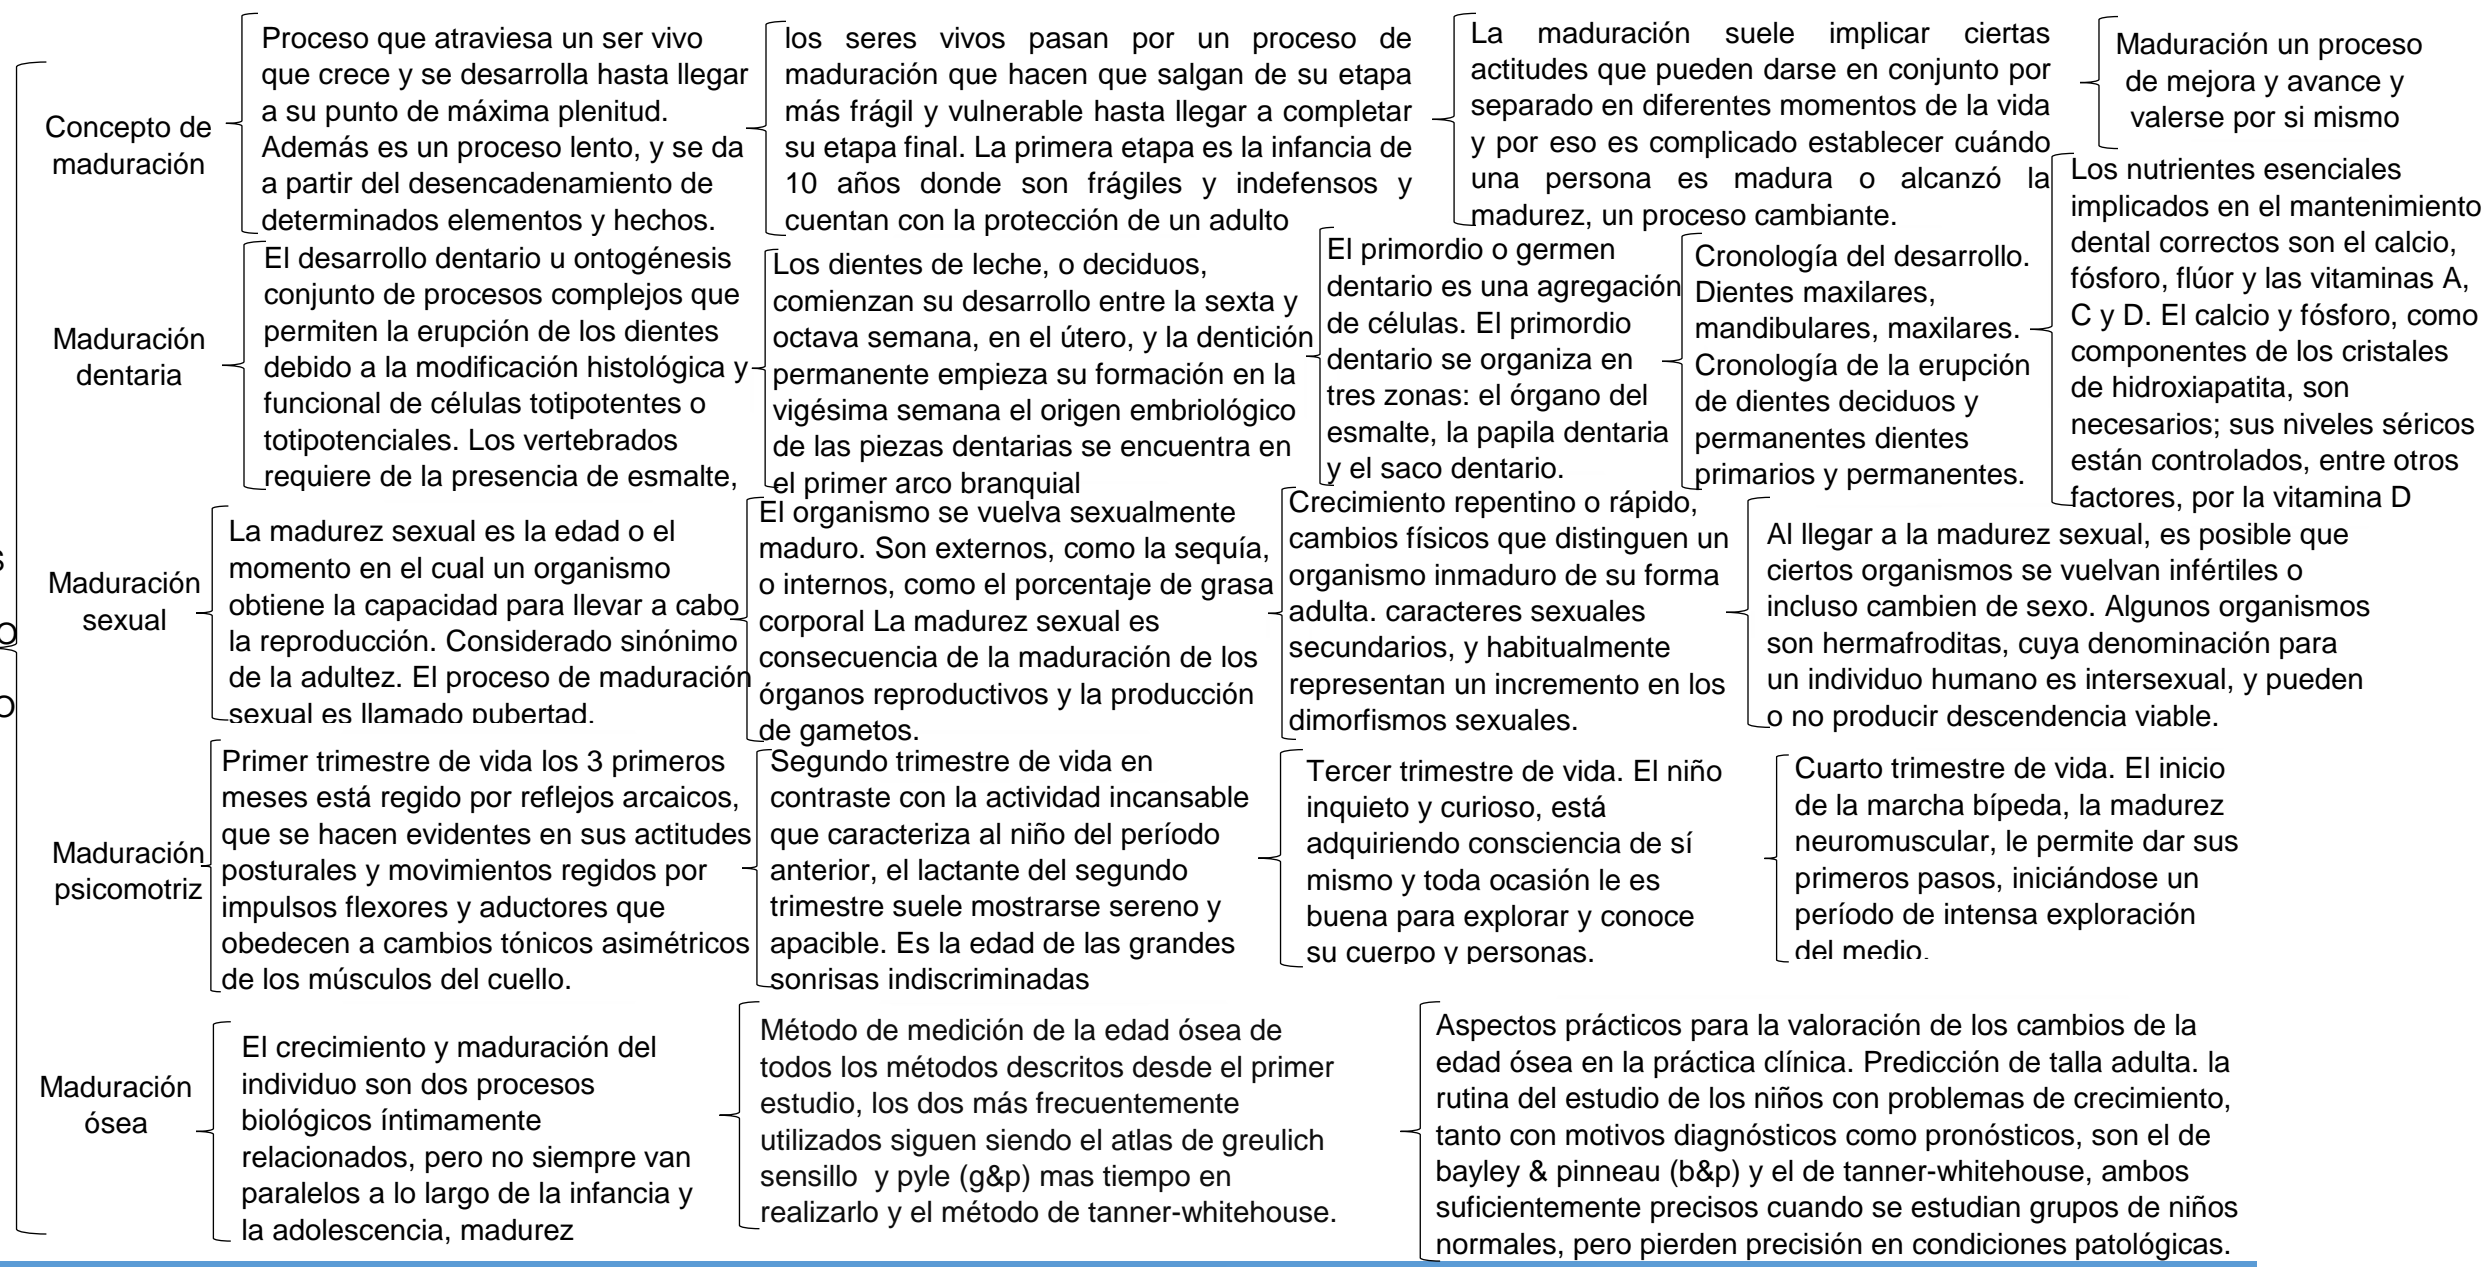 Concepto de
maduración
Proceso que atraviesa un ser vivo
que crece y se desarrolla hasta llegar
a su punto de máxima plenitud.
Además es un proceso lento, y se da
a partir del desencadenamiento de
determinados elementos y hechos.
los seres vivos pasan por un proceso de
maduración que hacen que salgan de su etapa
más frágil y vulnerable hasta llegar a completar
su etapa final. La primera etapa es la infancia de
10 años donde son frágiles y indefensos y
cuentan con la protección de un adulto
La maduración suele implicar ciertas
actitudes que pueden darse en conjunto por
separado en diferentes momentos de la vida
y por eso es complicado establecer cuándo
una persona es madura o alcanzó la
madurez, un proceso cambiante.
Maduración un proceso
de mejora y avance y
valerse por si mismo
Maduración
dentaria
El desarrollo dentario u ontogénesis
conjunto de procesos complejos que
permiten la erupción de los dientes
debido a la modificación histológica y
funcional de células totipotentes o
totipotenciales. Los vertebrados
requiere de la presencia de esmalte,
Los dientes de leche, o deciduos,
comienzan su desarrollo entre la sexta y
octava semana, en el útero, y la dentición
permanente empieza su formación en la
vigésima semana el origen embriológico
de las piezas dentarias se encuentra en
el primer arco branquial
El primordio o germen
dentario es una agregación
de células. El primordio
dentario se organiza en
tres zonas: el órgano del
esmalte, la papila dentaria
y el saco dentario.
Cronología del desarrollo.
Dientes maxilares,
mandibulares, maxilares.
Cronología de la erupción
de dientes deciduos y
permanentes dientes
primarios y permanentes.
Los nutrientes esenciales
implicados en el mantenimiento
dental correctos son el calcio,
fósforo, flúor y las vitaminas A,
C y D. El calcio y fósforo, como
componentes de los cristales
de hidroxiapatita, son
necesarios; sus niveles séricos
están controlados, entre otros
factores, por la vitamina D
Maduración
sexual
La madurez sexual es la edad o el
momento en el cual un organismo
obtiene la capacidad para llevar a cabo
la reproducción. Considerado sinónimo
de la adultez. El proceso de maduración
sexual es llamado pubertad.
El organismo se vuelva sexualmente
maduro. Son externos, como la sequía,
o internos, como el porcentaje de grasa
corporal La madurez sexual es
consecuencia de la maduración de los
órganos reproductivos y la producción
de gametos.
Crecimiento repentino o rápido,
cambios físicos que distinguen un
organismo inmaduro de su forma
adulta. caracteres sexuales
secundarios, y habitualmente
representan un incremento en los
dimorfismos sexuales.
Al llegar a la madurez sexual, es posible que
ciertos organismos se vuelvan infértiles o
incluso cambien de sexo. Algunos organismos
son hermafroditas, cuya denominación para
un individuo humano es intersexual, y pueden
o no producir descendencia viable.
Maduración
psicomotriz
Primer trimestre de vida los 3 primeros
meses está regido por reflejos arcaicos,
que se hacen evidentes en sus actitudes
posturales y movimientos regidos por
impulsos flexores y aductores que
obedecen a cambios tónicos asimétricos
de los músculos del cuello.
Segundo trimestre de vida en
contraste con la actividad incansable
que caracteriza al niño del período
anterior, el lactante del segundo
trimestre suele mostrarse sereno y
apacible. Es la edad de las grandes
sonrisas indiscriminadas
Tercer trimestre de vida. El niño
inquieto y curioso, está
adquiriendo consciencia de sí
mismo y toda ocasión le es
buena para explorar y conoce
su cuerpo y personas.
Cuarto trimestre de vida. El inicio
de la marcha bípeda, la madurez
neuromuscular, le permite dar sus
primeros pasos, iniciándose un
período de intensa exploración
del medio.
Maduración
ósea
El crecimiento y maduración del
individuo son dos procesos
biológicos íntimamente
relacionados, pero no siempre van
paralelos a lo largo de la infancia y
la adolescencia, madurez
Método de medición de la edad ósea de
todos los métodos descritos desde el primer
estudio, los dos más frecuentemente
utilizados siguen siendo el atlas de greulich
sensillo y pyle (g&p) mas tiempo en
realizarlo y el método de tanner-whitehouse.
Aspectos prácticos para la valoración de los cambios de la
edad ósea en la práctica clínica. Predicción de talla adulta. la
rutina del estudio de los niños con problemas de crecimiento,
tanto con motivos diagnósticos como pronósticos, son el de
bayley & pinneau (b&p) y el de tanner-whitehouse, ambos
suficientemente precisos cuando se estudian grupos de niños
normales, pero pierden precisión en condiciones patológicas.